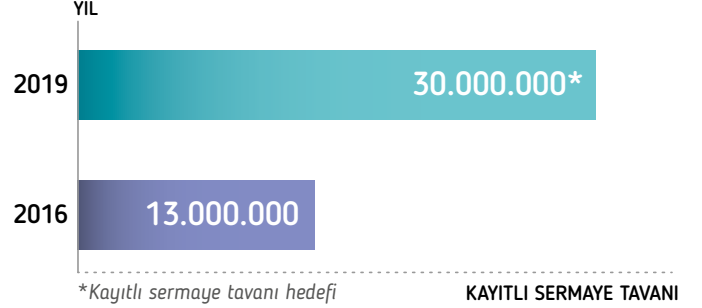 YIL
2019 30.000.000*
2016 13.000.000
*Kayıtlı sermaye tavanı hedefi KAYITLI SERMAYE TAVANI